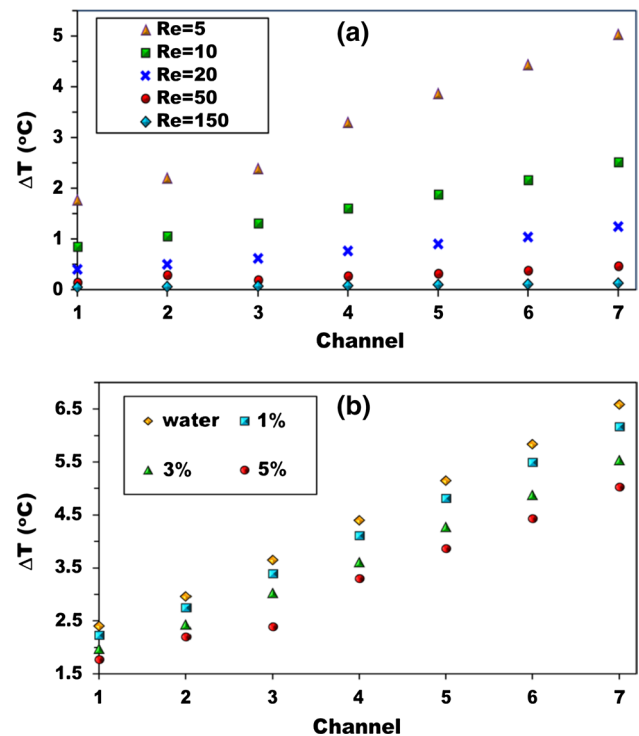 (a)
Re=5
Re=10
Re=20
Re=50
Re=150
5
4
3
2
1
0
ΔT (oC)
1 2 3 4 5 6 7
Channel
(b)
water 1%
3% 5%
6.5
5.5
4.5
3.5
2.5
1.5
ΔT (oC)
1 2 3 4 5 6 7
Channel